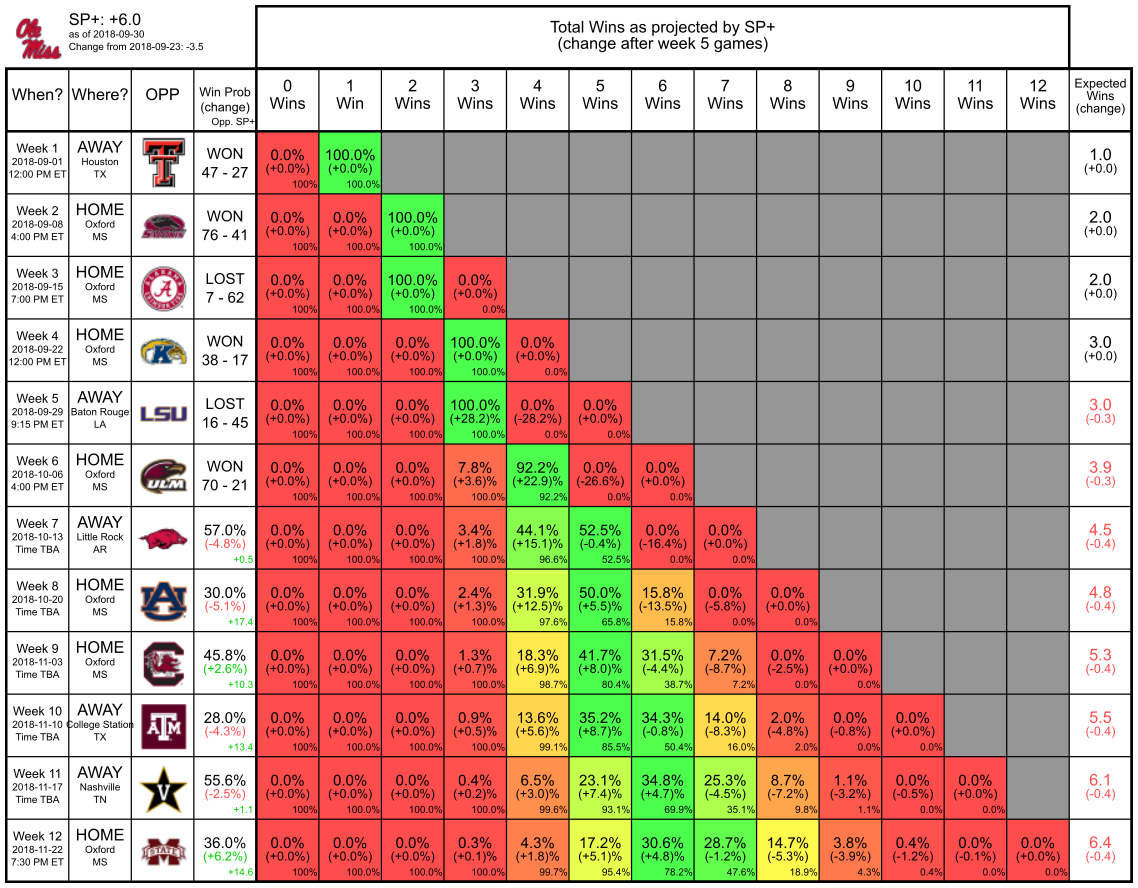 Ole
Miss
SP+: +6.0
as of 2018-09-30
Change from 2018-09-23: -3.5
Total Wins as projected by SP+
(change after week 5 games)
When? Where? OPP Win Prob (change) Opp. SP+ 0 Wins 1 Win 2 Wins 3 Wins 4 Wins 5 Wins 6 Wins 7 Wins 8 Wins 9 Wins 10 Wins 11 Wins 12 Wins Expected Wins (change)
Week 1 AWAY WON 0.0% 100.0% 1.0
2018-09-01 Houston T (+0.0%) (+0.0%) (+0.0)
12:00 PM ET TX 47 - 27 100% 100.0%
Week 2 HOME WON 0.0% 0.0% 100.0% 2.0
2018-09-08 Oxford (+0.0%) (+0.0%) (+0.0%) (+0.0)
4:00 PM ET MS 76 - 41 100% 100.0% 100.0%
Week 3 HOME LOST 0.0% 0.0% 100.0% 0.0% 2.0
2018-09-15 Oxford A (+0.0%) (+0.0%) (+0.0%) (+0.0%) (+0.0)
7:00 PM ET MS 7 - 62 100% 100.0% 100.0% 0.0%
Week 4 HOME WON 0.0% 0.0% 0.0% 100.0% 0.0% 3.0
2018-09-22 Oxford K (+0.0%) (+0.0%) (+0.0%) (+0.0%) (+0.0%) (+0.0)
12:00 PM ET MS 38 - 17 100% 100.0% 100.0% 100.0% 0.0%
Week 5 AWAY LOST 0.0% 0.0% 0.0% 100.0% 0.0% 0.0% 3.0
2018-09-29 Baton Rouge LSU (+0.0%) (+0.0%) (+0.0%) (+28.2)% (-28.2%) (+0.0%) (-0.3)
9:15 PM ET LA 16 - 45 100% 100.0% 100.0% 100.0% 0.0% 0.0%
Week 6 HOME WON 0.0% 0.0% 0.0% 7.8% 92.2% 0.0% 0.0% 3.9
2018-10-06 Oxford ULM (+0.0%) (+0.0%) (+0.0%) (+3.6)% (+22.9)% (-26.6%) (+0.0%) (-0.3)
4:00 PM ET MS 70 - 21 100% 100.0% 100.0% 100.0% 92.2% 0.0% 0.0%
Week 7 AWAY 57.0% 0.0% 0.0% 0.0% 3.4% 44.1% 52.5% 0.0% 0.0% 4.5
2018-10-13 Little Rock (-4.8%) (+0.0%) (+0.0%) (+0.0%) (+1.8)% (+15.1)% (-0.4%) (-16.4%) (+0.0%) (-0.4)
Time TBA AR +0.5 100% 100.0% 100.0% 100.0% 96.6% 52.5% 0.0% 0.0%
Week 8 HOME 30.0% 0.0% 0.0% 0.0% 2.4% 31.9% 50.0% 15.8% 0.0% 0.0% 4.8
2018-10-20 Oxford AU (-5.1%) (+0.0%) (+0.0%) (+0.0%) (+1.3)% (+12.5)% (+5.5)% (-13.5%) (-5.8%) (+0.0%) (-0.4)
Time TBA MS +17.4 100% 100.0% 100.0% 100.0% 97.6% 65.8% 15.8% 0.0% 0.0%
Week 9 HOME 45.8% 0.0% 0.0% 0.0% 1.3% 18.3% 41.7% 31.5% 7.2% 0.0% 0.0% 5.3
2018-11-03 Oxford C (+2.6%) (+0.0%) (+0.0%) (+0.0%) (+0.7)% (+6.9)% (+8.0)% (-4.4%) (-8.7%) (-2.5%) (+0.0%) (-0.4)
Time TBA MS +10.3 100% 100.0% 100.0% 100.0% 98.7% 80.4% 38.7% 7.2% 0.0% 0.0%
Week 10 AWAY 28.0% 0.0% 0.0% 0.0% 0.9% 13.6% 35.2% 34.3% 14.0% 2.0% 0.0% 0.0% 5.5
2018-11-10 College Station ATM (-4.3%) (+0.0%) (+0.0%) (+0.0%) (+0.5)% (+5.6)% (+8.7)% (-0.8%) (-8.3%) (-4.8%) (-0.8%) (+0.0%) (-0.4)
Time TBA TX +13.4 100% 100.0% 100.0% 100.0% 99.1% 85.5% 50.4% 16.0% 2.0% 0.0% 0.0%
Week 11 AWAY 55.6% 0.0% 0.0% 0.0% 0.4% 6.5% 23.1% 34.8% 25.3% 8.7% 1.1% 0.0% 0.0% 6.1
2018-11-17 Nashville V (-2.5%) (+0.0%) (+0.0%) (+0.0%) (+0.2)% (+3.0)% (+7.4)% (+4.7)% (-4.5%) (-7.2%) (-3.2%) (-0.5%) (+0.0%) (-0.4)
Time TBA TN +1.1 100% 100.0% 100.0% 100.0% 99.6% 93.1% 69.9% 35.1% 9.8% 1.1% 0.0% 0.0%
Week 12 HOME 36.0% 0.0% 0.0% 0.0% 0.3% 4.3% 17.2% 30.6% 28.7% 14.7% 3.8% 0.4% 0.0% 0.0% 6.4
2018-11-22 Oxford STATE (+6.2%) (+0.0%) (+0.0%) (+0.0%) (+0.1)% (+1.8)% (+5.1)% (+4.8)% (-1.2%) (-5.3%) (-3.9%) (-1.2%) (-0.1%) (+0.0%) (-0.4)
7:30 PM ET MS +14.6 100% 100.0% 100.0% 100.0% 99.7% 95.4% 78.2% 47.6% 18.9% 4.3% 0.4% 0.0% 0.0%